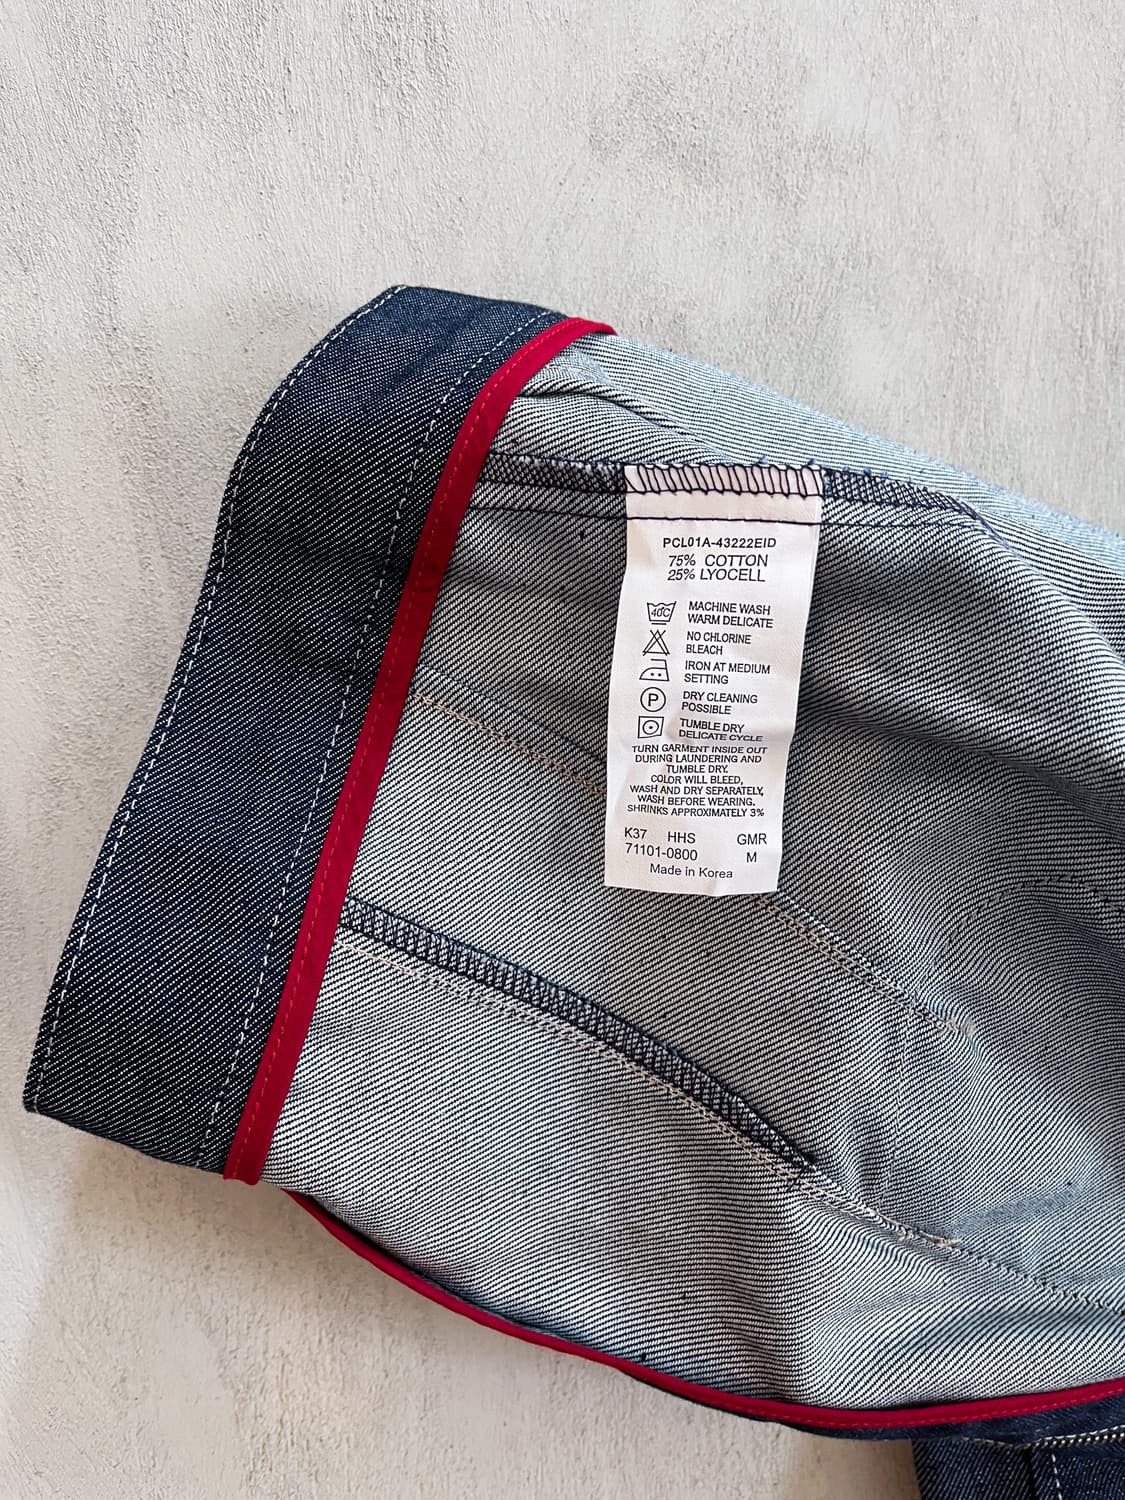 PCL01A-43222EID
75% COTTON
25% LYOCELL
40C
MACHINE WASH
WARM DELICATE
NO CHLORINE
BLEACH
IRON AT MEDIUM
SETTING
P
DRY CLEANING
POSSIBLE
TUMBLE DRY
DELICATE CYCLE
TURN GARMENT INSIDE OUT
DURING LAUNDERING AND
TUMBLE DRY.
COLOR WILL BLEED,
WASH AND DRY SEPARATELY,
WASH BEFORE WEARING.
SHRINKS APPROXIMATELY 3%
K37 HHS GMR
71101-0800 M
Made in Korea